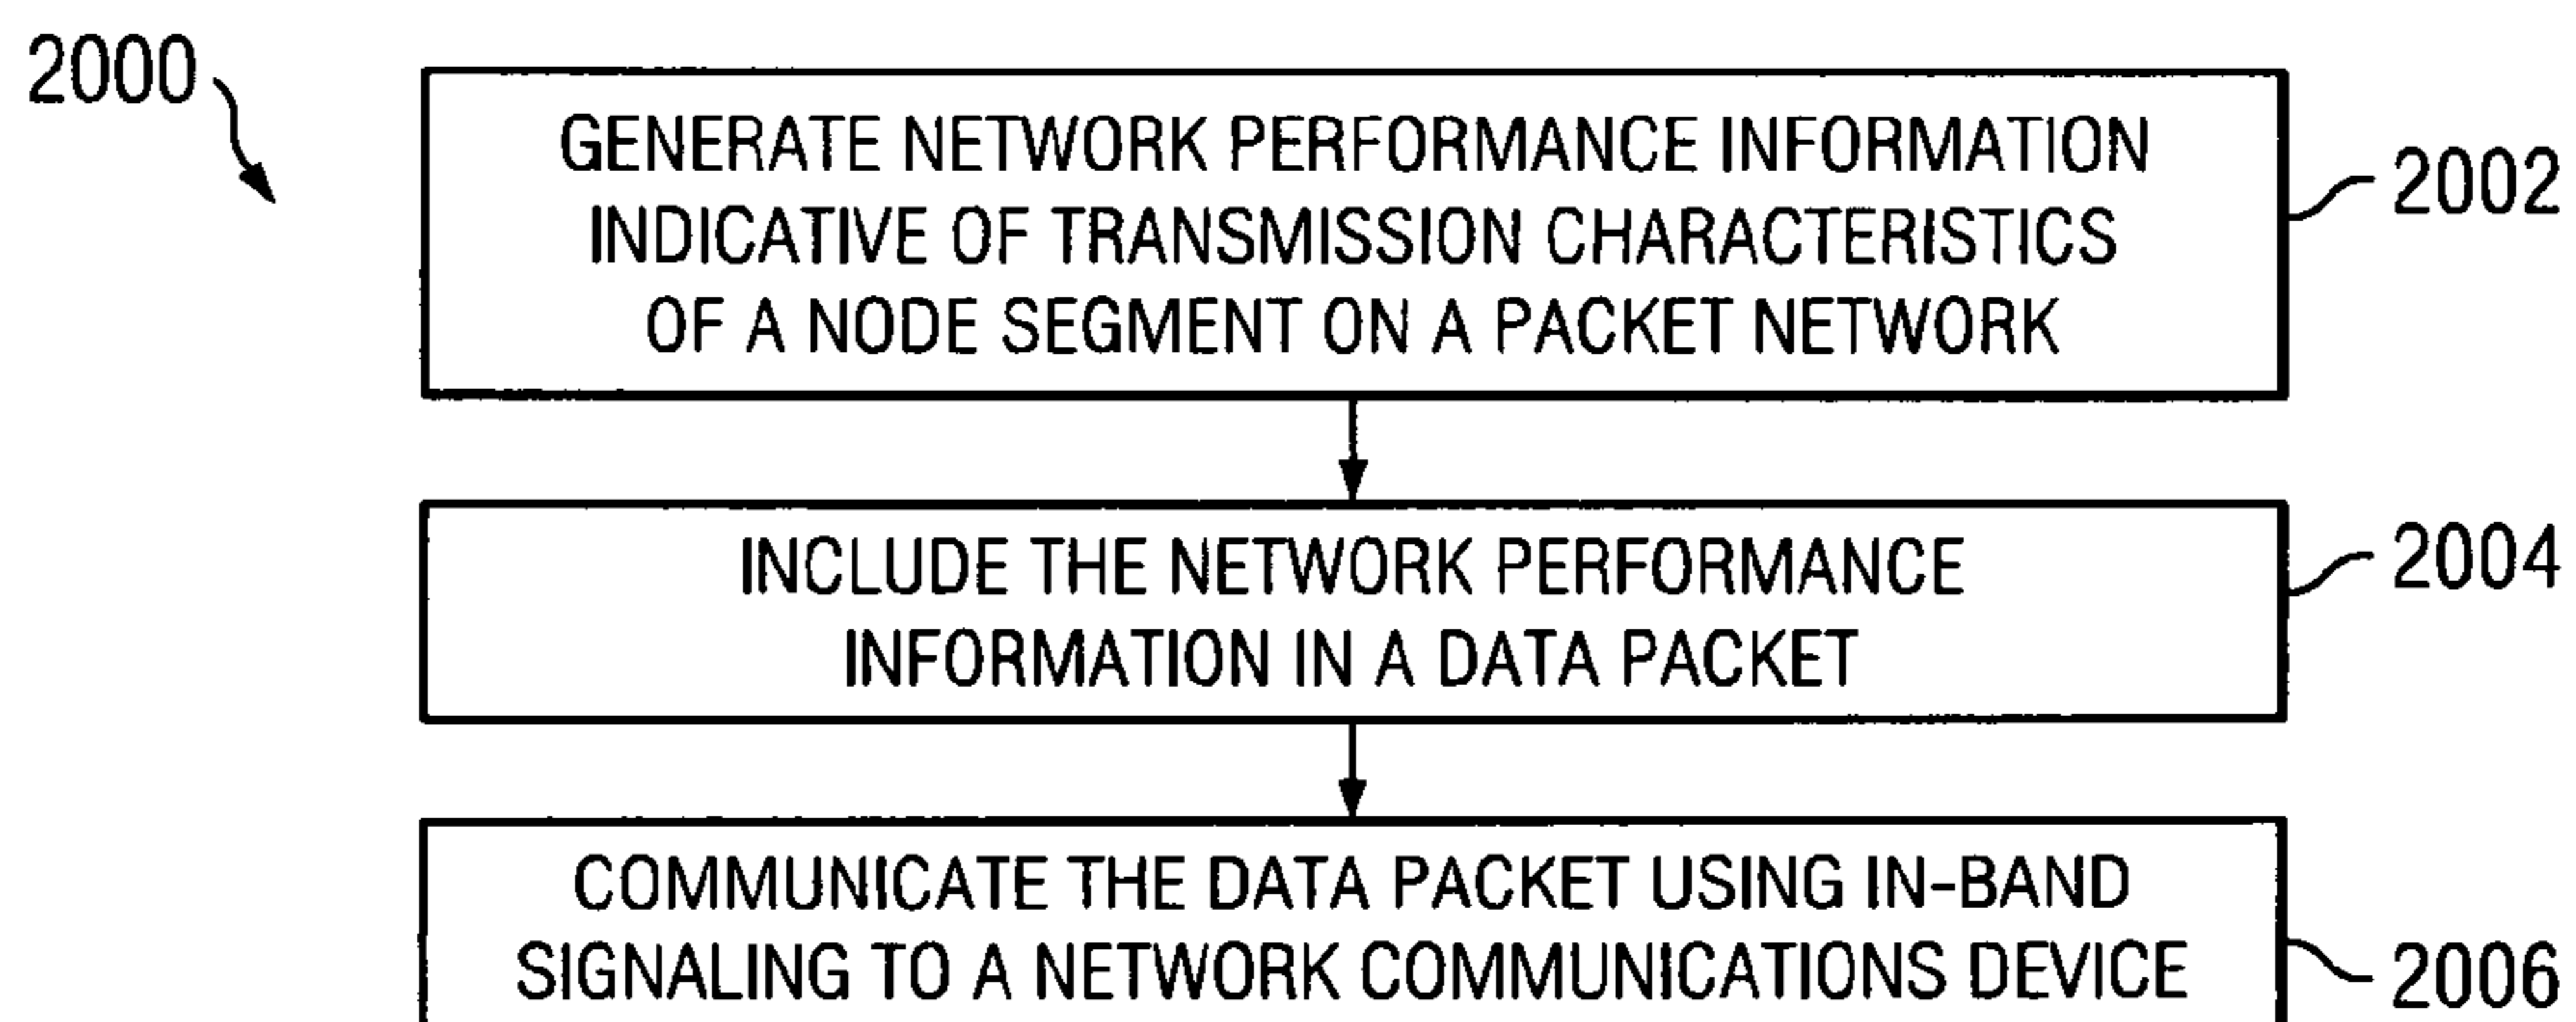 2000
GENERATE NETWORK PERFORMANCE INFORMATION
INDICATIVE OF TRANSMISSION CHARACTERISTICS
OF A NODE SEGMENT ON A PACKET NETWORK
2002
INCLUDE THE NETWORK PERFORMANCE
INFORMATION IN A DATA PACKET
2004
COMMUNICATE THE DATA PACKET USING IN-BAND
SIGNALING TO A NETWORK COMMUNICATIONS DEVICE
2006